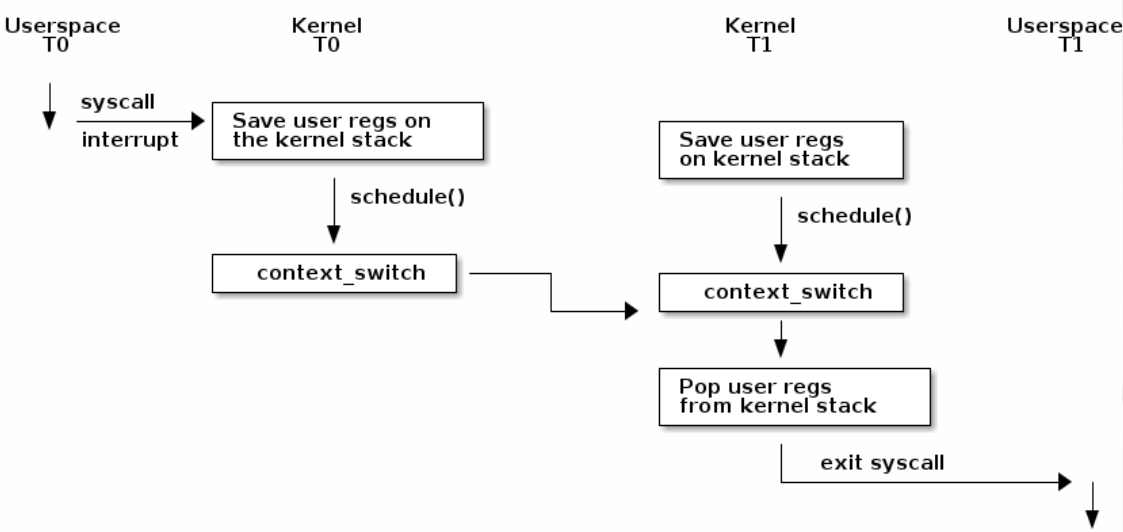 Userspace
T0
Kernel
T0
Kernel
T1
Userspace
T1
syscall
interrupt
Save user regs on
the kernel stack
schedule()
context_switch
Save user regs
on kernel stack
schedule()
context_switch
Pop user regs
from kernel stack
exit syscall